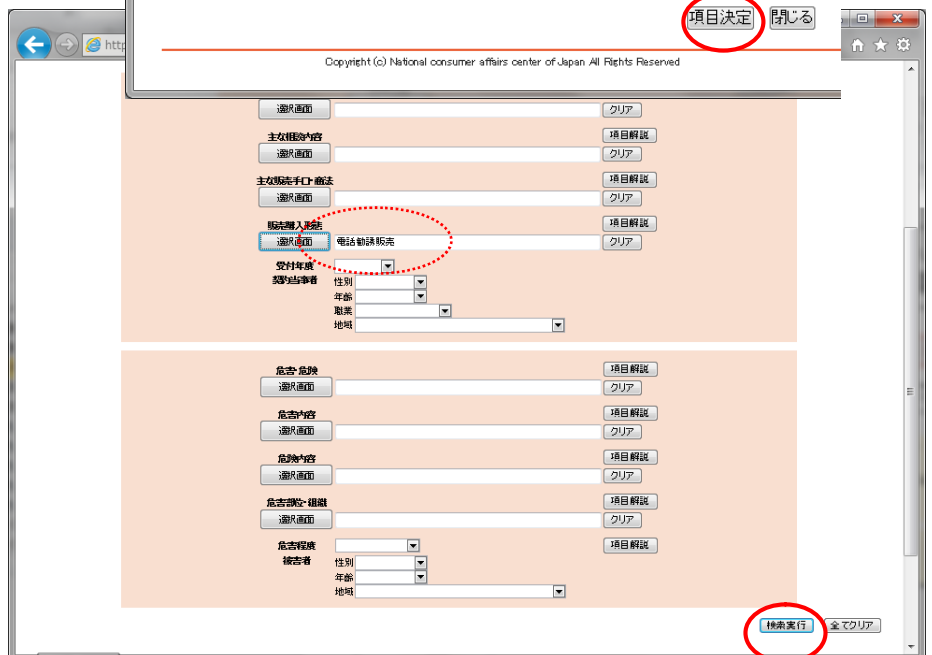 項目決定 閉じる
http
Copyright (c) National consumer affairs center of Japan All Rights Reserved
選択画面 クリア
主な相談内容 項目解説
選択画面 クリア
主な販売手口・商法 項目解説
選択画面 クリア
販売購入形態 項目解説
選択画面 電話勧誘販売 クリア
受付年度
契約当事者 性別
年齢
職業
地域
危害・危険 項目解説
選択画面 クリア
危害内容 項目解説
選択画面 クリア
危険内容 項目解説
選択画面 クリア
危害部位・組織 項目解説
選択画面 クリア
危害程度 項目解説
被害者 性別
年齢
地域
検索実行 全てクリア